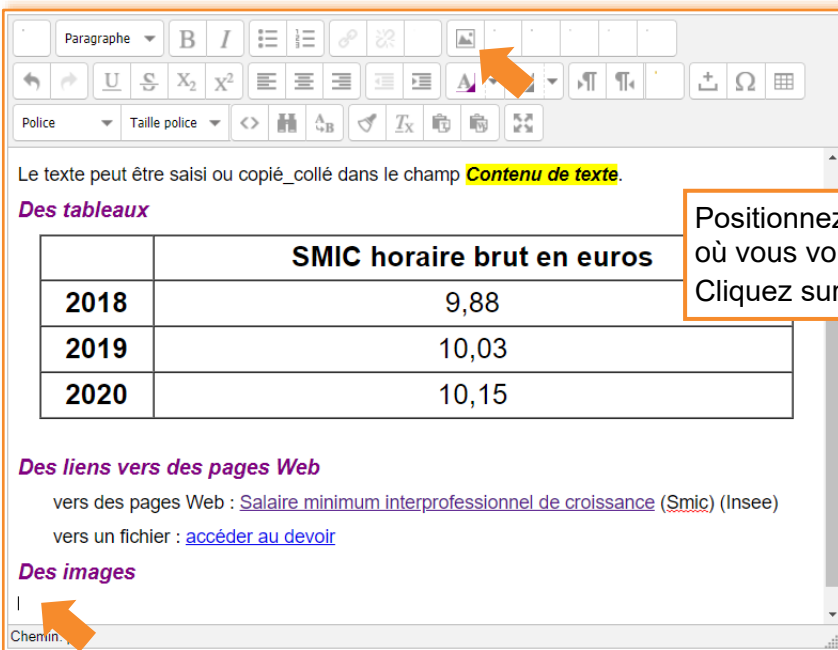 Paragraphe
Police
Taille police
Le texte peut être saisi ou copié_collé dans le champ Contenu de texte.
Des tableaux
Positionnez
où vous vo
Cliquez sur
SMIC horaire brut en euros
2018 9,88
2019 10,03
2020 10,15
Des liens vers des pages Web
vers des pages Web : Salaire minimum interprofessionnel de croissance (Smic) (Insee)
vers un fichier : accéder au devoir
Des images
Chemin: